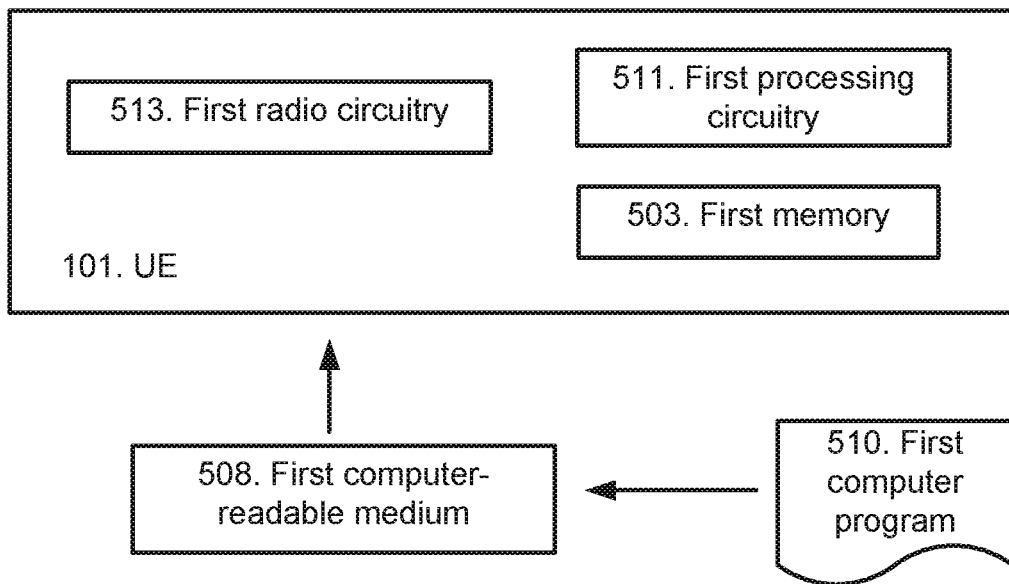 513. First radio circuitry
511. First processing
circuitry
503. First memory
101. UE
508. First computer-
readable medium
510. First
computer
program